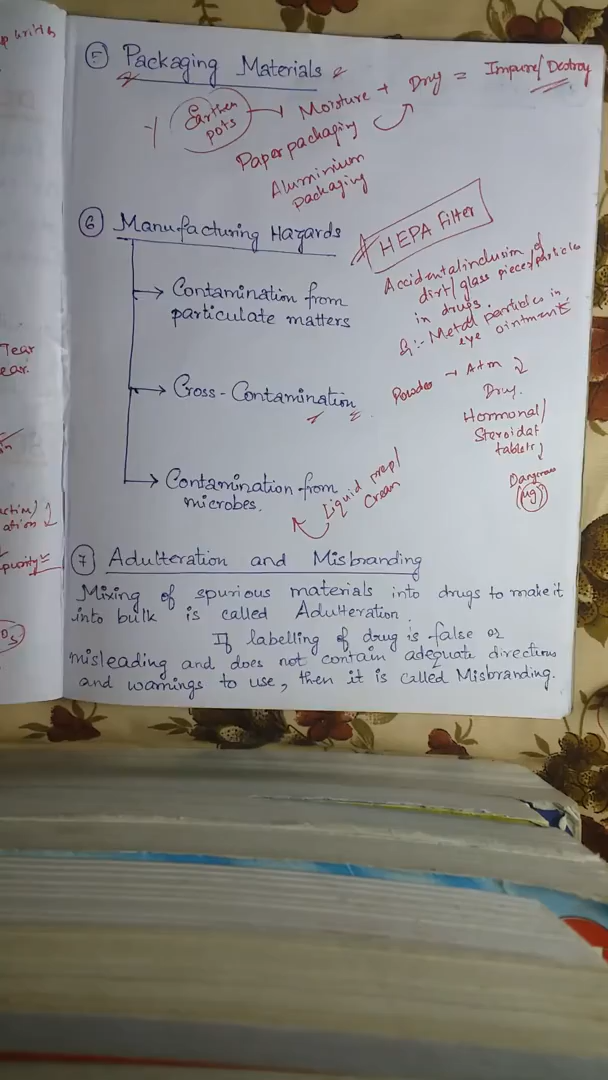 ⑤ Packaging Materials
Moisture + Drug = Impure/Destroy
Earthen
pots
Paper packaging
Aluminium
packaging
⑥ Manufacturing Hazards
HEPA Filter
Accidental inclusion of
dirt/glass pieces/particles
in drugs.
Eg:- Metal particles in
eye ointments
→ Contamination from
particulate matters
→ Cross-Contamination
Powder → Atm
Drug.
Hormonal/
Steroidal
tablets
Dangerous
(Mg)
→ Contamination from
microbes.
Liquid prep/
Cream
⑦ Adulteration and Misbranding
Mixing of spurious materials into drugs to make it
into bulk is called Adulteration.
If labelling of drug is false or
misleading and does not contain adequate directions
and warnings to use, then it is called Misbranding.
Tear